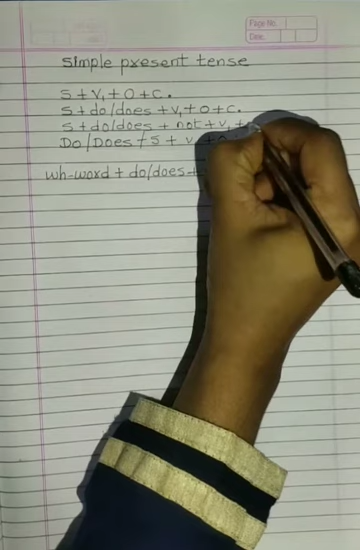 Page No.
Date.
Simple present tense
S + V₁ + O + C.
S + do/does + V₁ + O + C.
S + do/does + not + V₁ +
Do/Does + S + V
Wh-word + do/does +